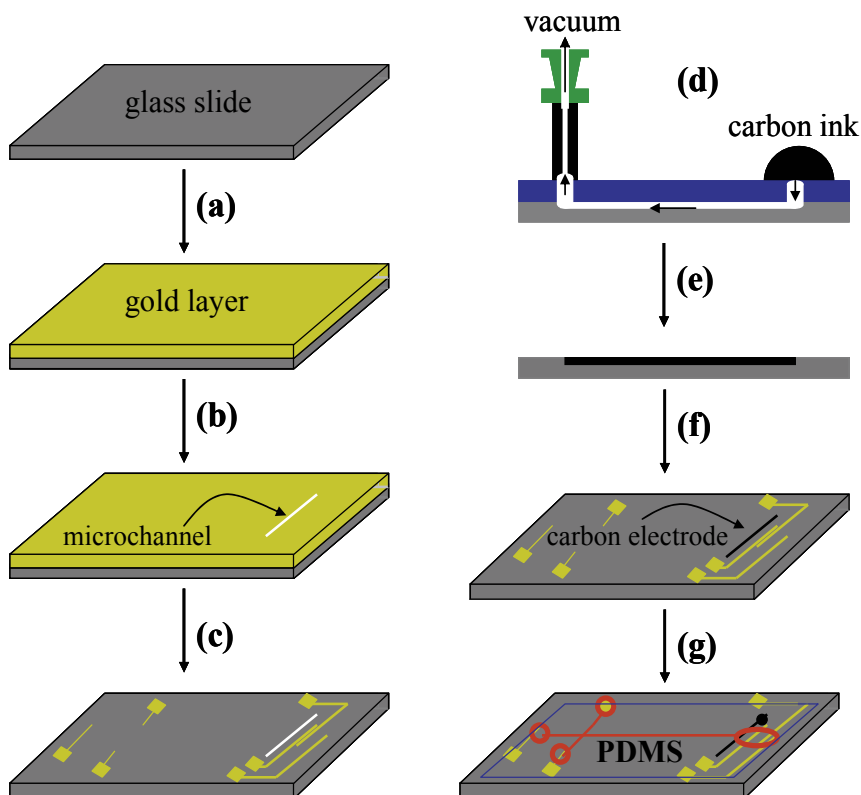 glass slide
(a)
gold layer
(b)
microchannel
(c)
vacuum
(d)
carbon ink
(e)
(f)
carbon electrode
(g)
PDMS